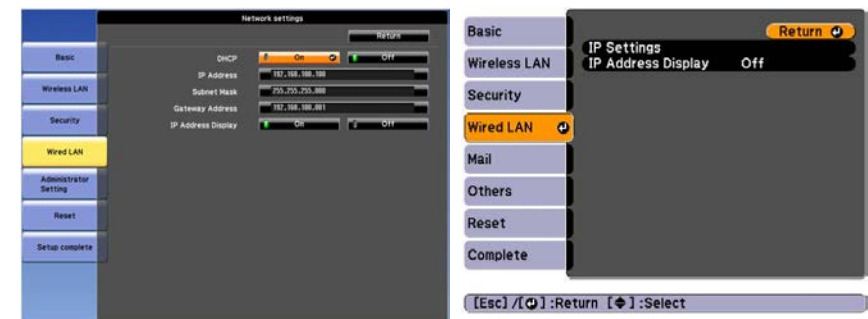 Network settings
Return
Basic
DHCP On Off
IP Address 192.168.100.100
Wireless LAN
Subnet Mask 255.255.255.000
Gateway Address 192.168.100.001
Security
IP Address Display On Off
Wired LAN
Administrator
Setting
Reset
Setup complete
Basic
Return
IP Settings
Wireless LAN
IP Address Display Off
Security
Wired LAN
Mail
Others
Reset
Complete
[Esc] /[ ] :Return [ ] :Select